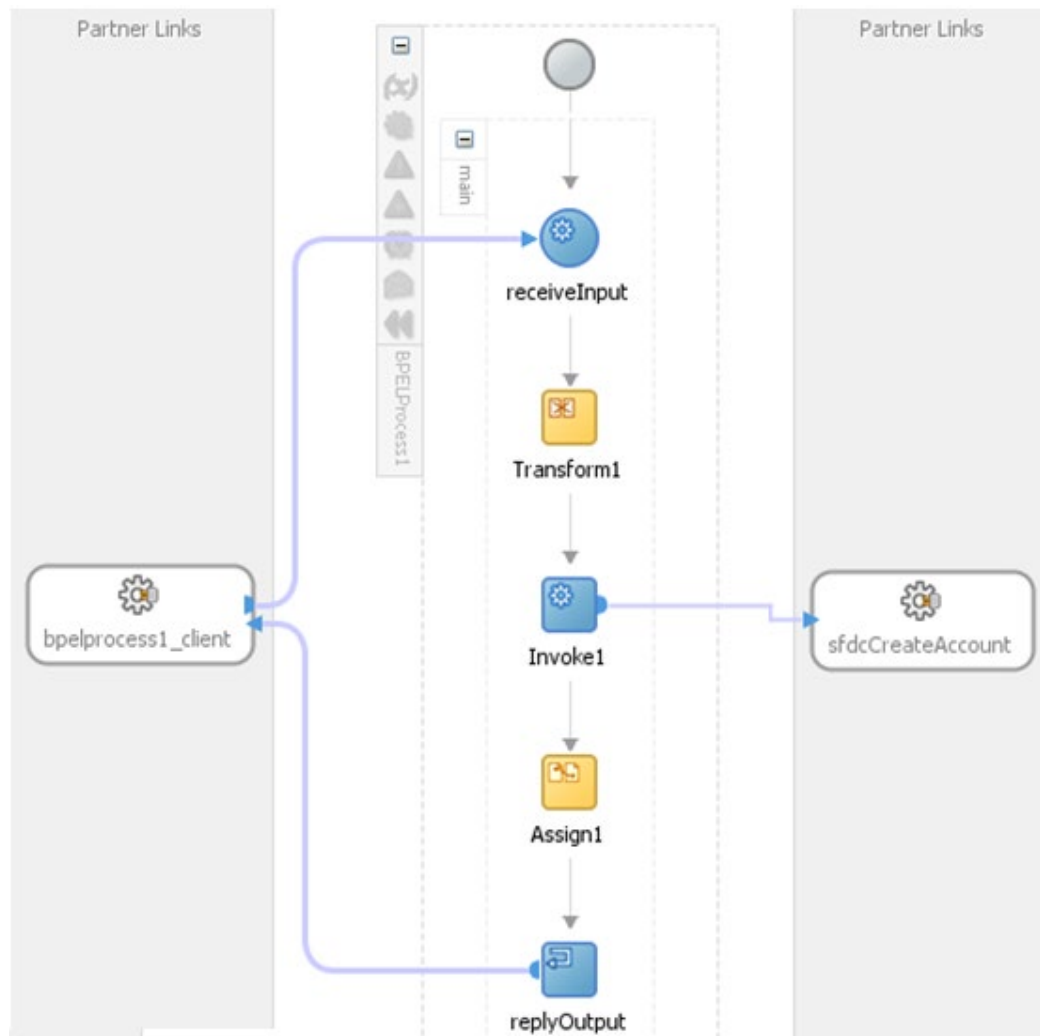 Partner Links
Partner Links
main
receiveInput
BPELProcess1
Transform1
bpelprocess1_client
sfdcCreateAccount
Invoke1
Assign1
replyOutput